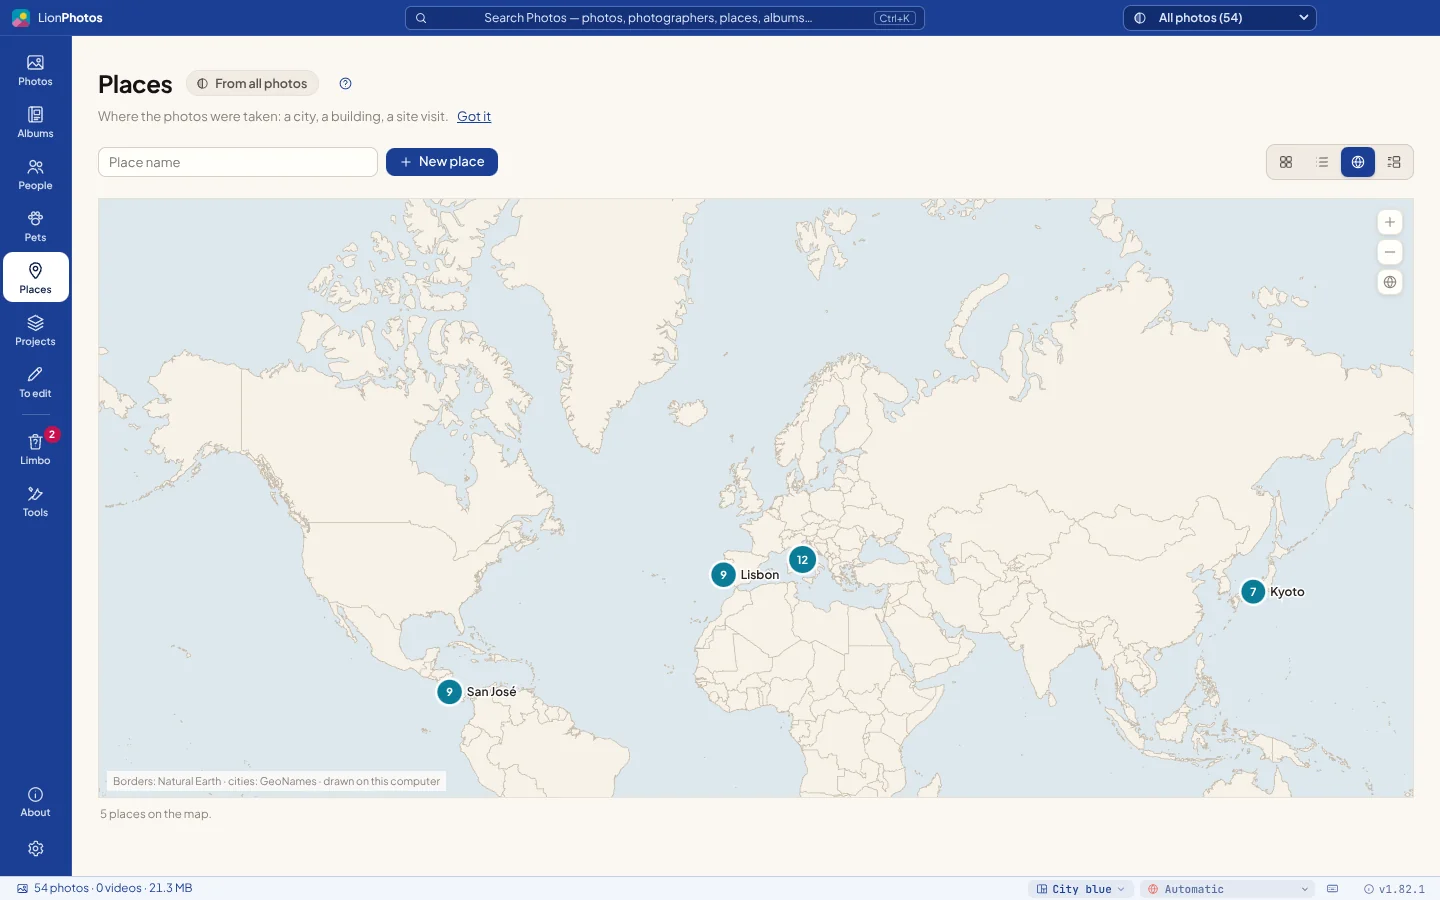 LionPhotos
Search Photos — photos, photographers, places, albums...
Ctrl+K
All photos (54)
Photos
Albums
People
Pets
Places
Projects
To edit
2
Limbo
Tools
About
Places
From all photos
Where the photos were taken: a city, a building, a site visit. Got it
Place name
+ New place
12
9 Lisbon
7 Kyoto
9 San José
Borders: Natural Earth · cities: GeoNames · drawn on this computer
5 places on the map.
54 photos · 0 videos · 21.3 MB
City blue
Automatic
v1.82.1